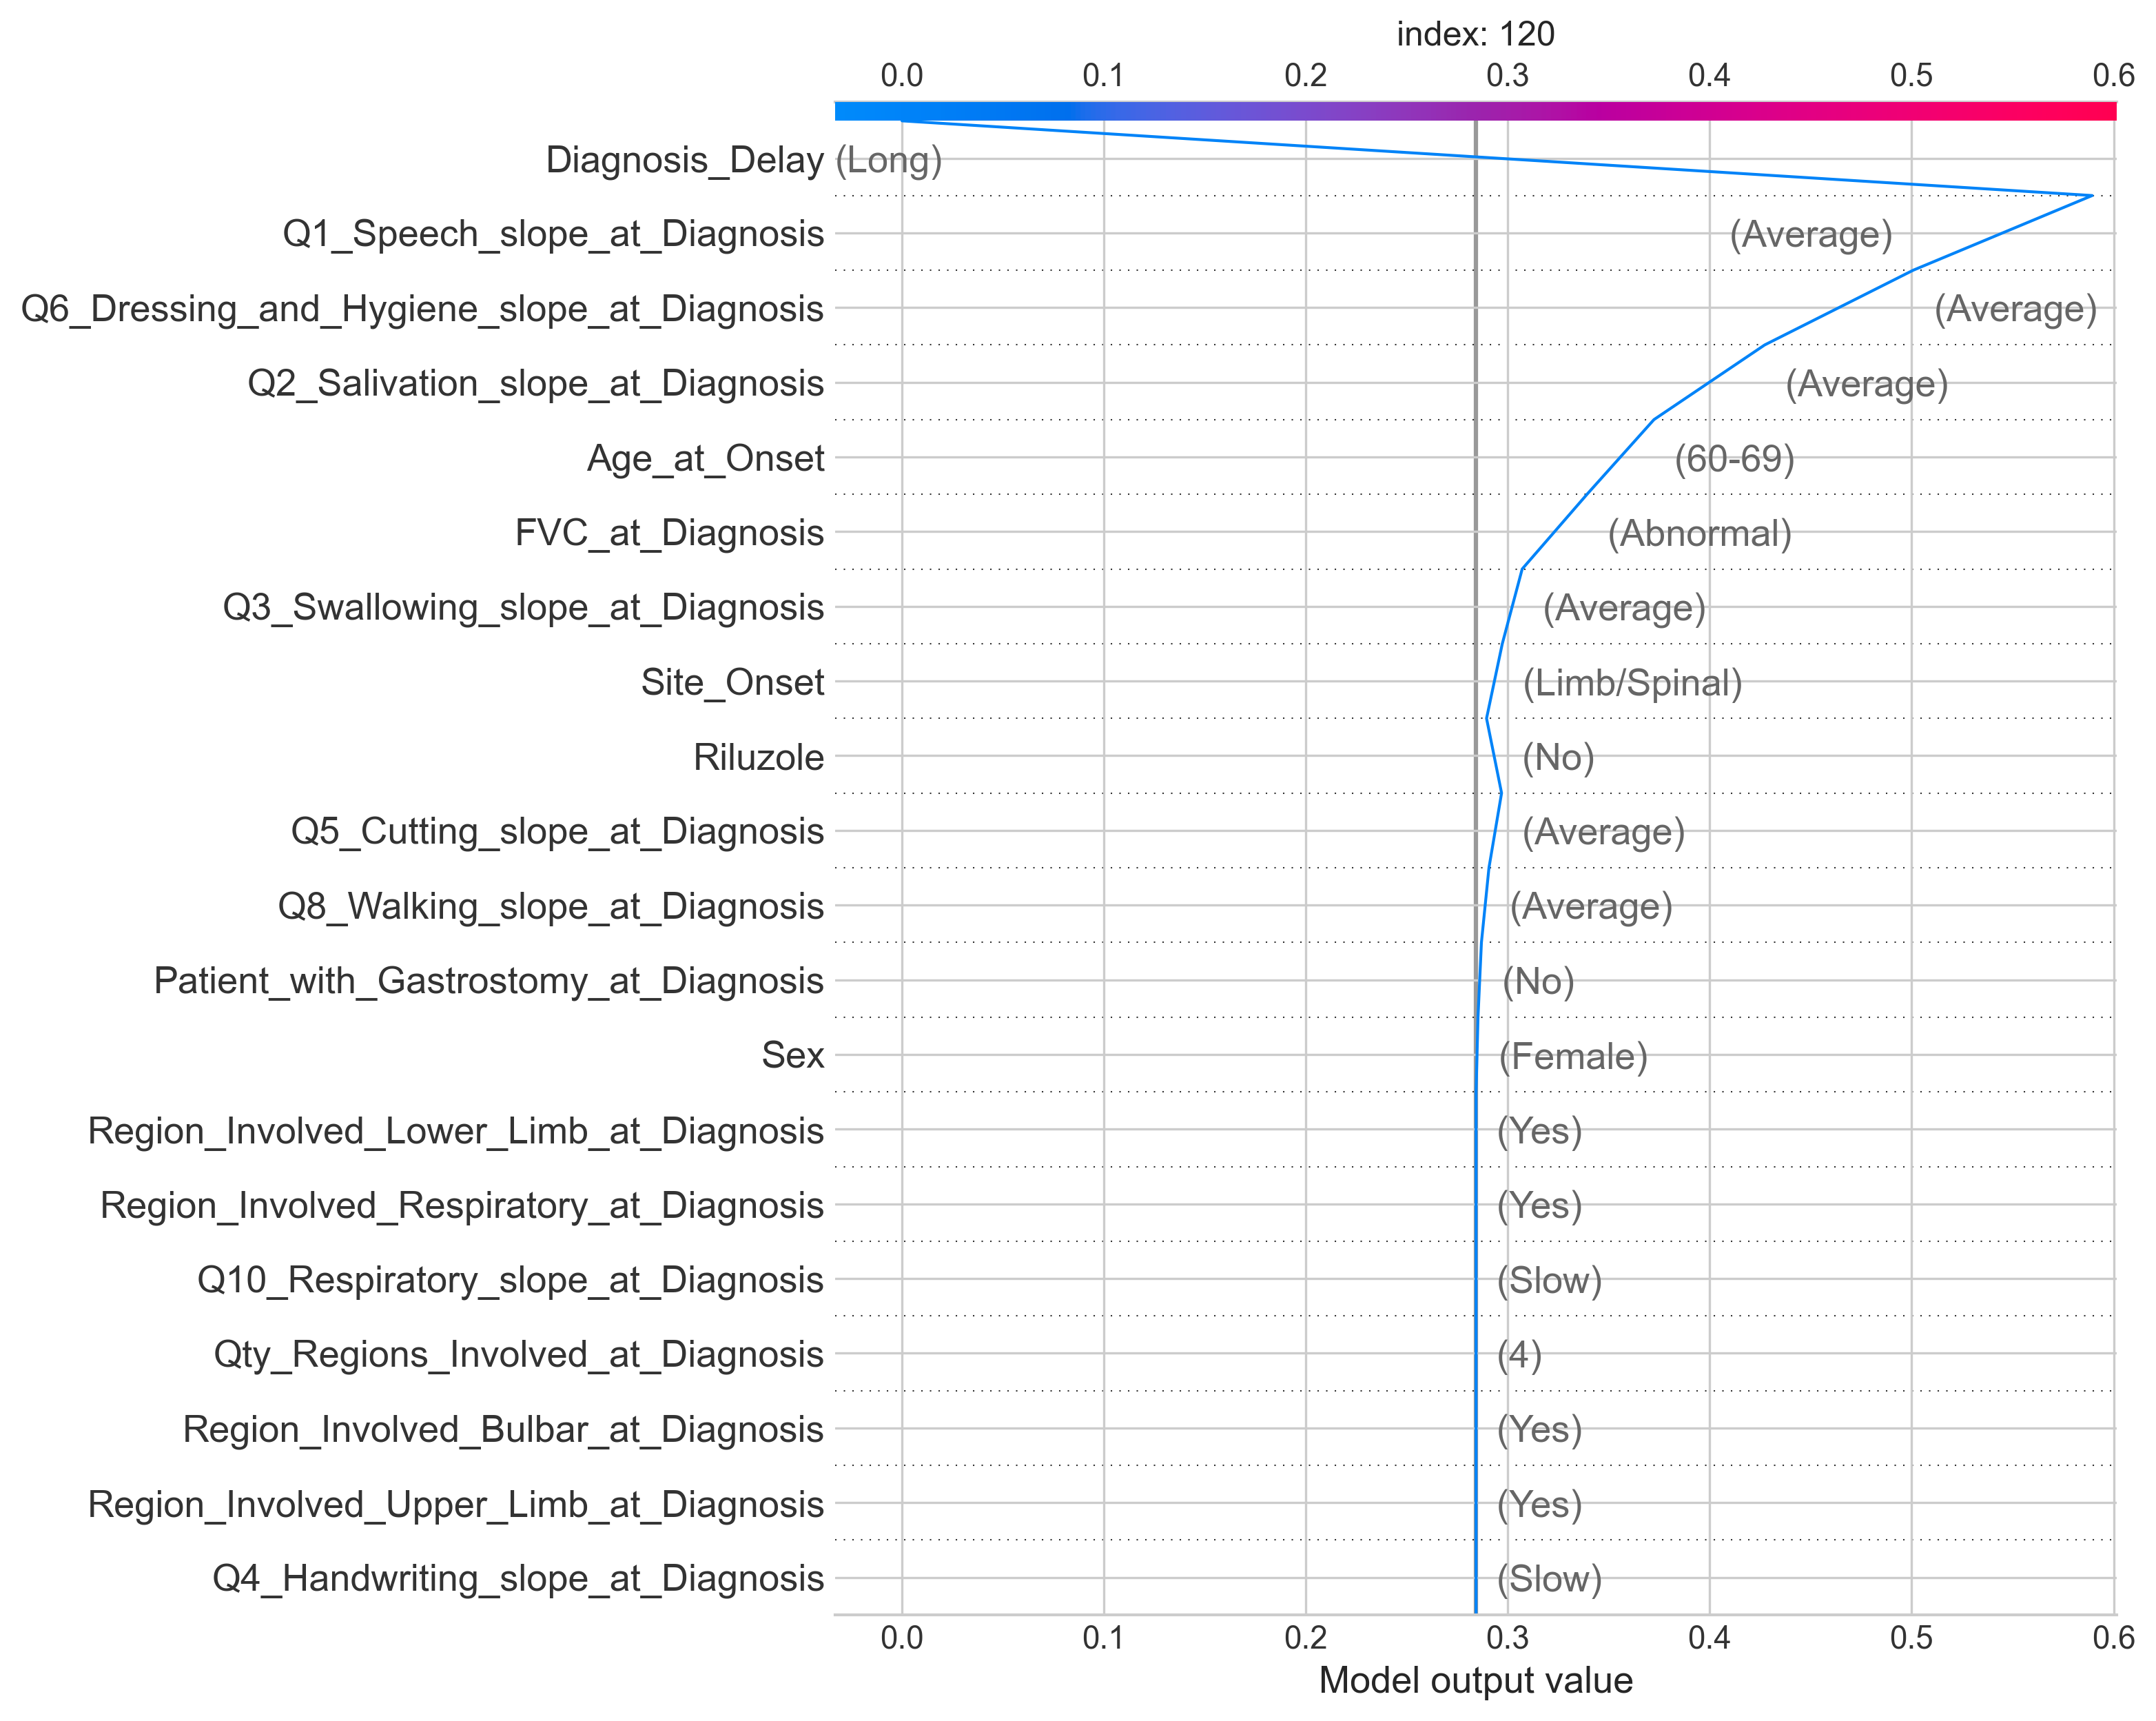 index: 120
0.0 0.1 0.2 0.3 0.4 0.5 0.6
Diagnosis_Delay (Long)
Q1_Speech_slope_at_Diagnosis (Average)
Q6_Dressing_and_Hygiene_slope_at_Diagnosis (Average)
Q2_Salivation_slope_at_Diagnosis (Average)
Age_at_Onset (60-69)
FVC_at_Diagnosis (Abnormal)
Q3_Swallowing_slope_at_Diagnosis (Average)
Site_Onset (Limb/Spinal)
Riluzole (No)
Q5_Cutting_slope_at_Diagnosis (Average)
Q8_Walking_slope_at_Diagnosis (Average)
Patient_with_Gastrostomy_at_Diagnosis (No)
Sex (Female)
Region_Involved_Lower_Limb_at_Diagnosis (Yes)
Region_Involved_Respiratory_at_Diagnosis (Yes)
Q10_Respiratory_slope_at_Diagnosis (Slow)
Qty_Regions_Involved_at_Diagnosis (4)
Region_Involved_Bulbar_at_Diagnosis (Yes)
Region_Involved_Upper_Limb_at_Diagnosis (Yes)
Q4_Handwriting_slope_at_Diagnosis (Slow)
0.0 0.1 0.2 0.3 0.4 0.5 0.6
Model output value